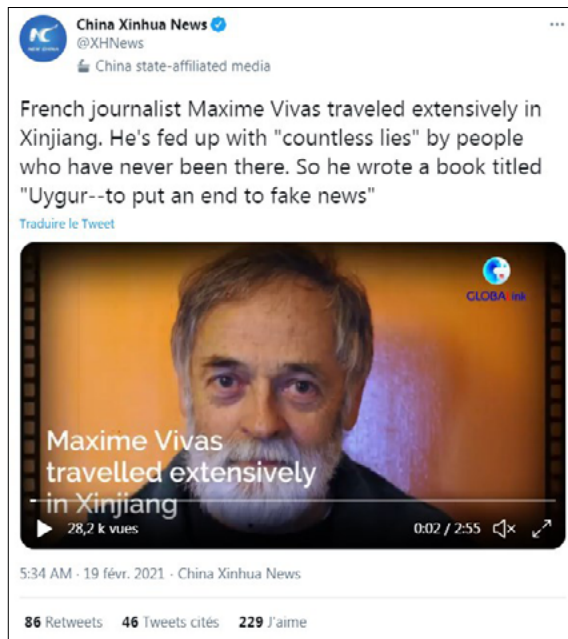 China Xinhua News
@XHNews
China state-affiliated media
French journalist Maxime Vivas traveled extensively in
Xinjiang. He's fed up with "countless lies" by people
who have never been there. So he wrote a book titled
"Uygur--to put an end to fake news"
Traduire le Tweet
GLOBALink
Maxime Vivas
travelled extensively
in Xinjiang
28,2 k vues
0:02 / 2:55
5:34 AM · 19 févr. 2021 · China Xinhua News
86 Retweets 46 Tweets cités 229 J'aime